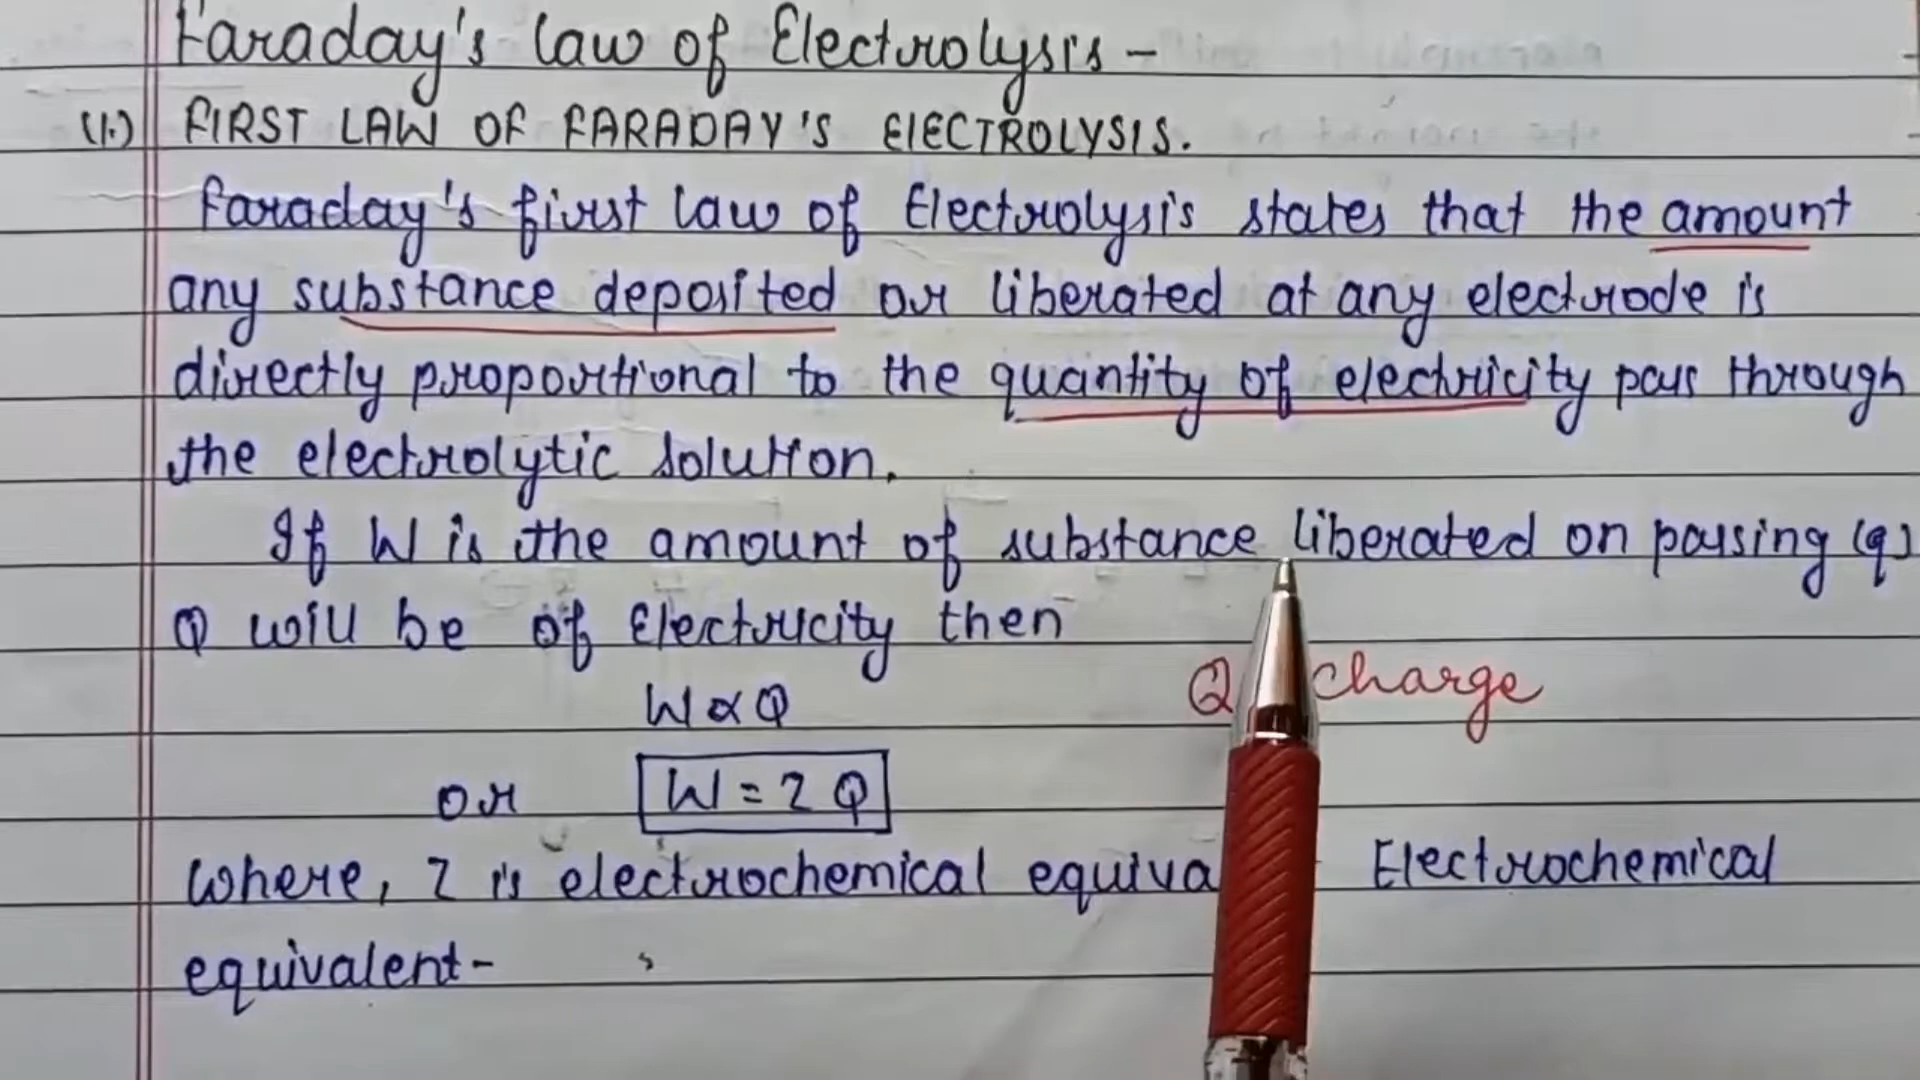 Faraday's law of Electrolysis -
(1.) FIRST LAW OF FARADAY'S ElECTROLYSIS.
Faraday's first law of Electrolysis states that the amount
any substance deposited or liberated at any electrode is
directly proportional to the quantity of electricity pass through
the electrolytic solution.
If W is the amount of substance liberated on passing (q)
Q will be of Electricity then
W ∝ Q
Q charge
or W = Z Q
where, Z is electrochemical equiva Electrochemical
equivalent-